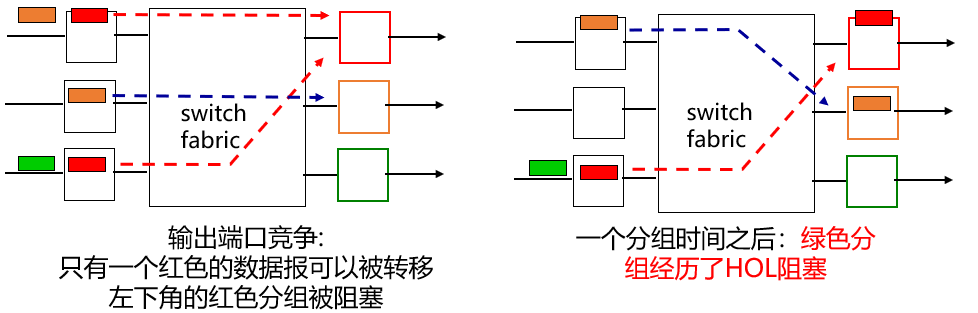 switch
fabric
输出端口竞争:
只有一个红色的数据报可以被转移
左下角的红色分组被阻塞
switch
fabric
一个分组时间之后：绿色分
组经历了HOL阻塞